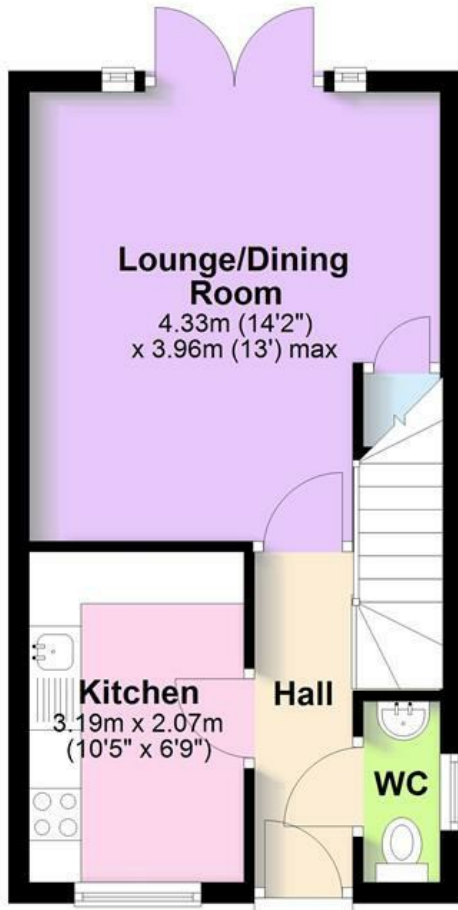 Lounge/Dining
Room
4.33m (14'2")
x 3.96m (13') max
Kitchen
3.19m x 2.07m
(10'5" x 6'9")
Hall
WC